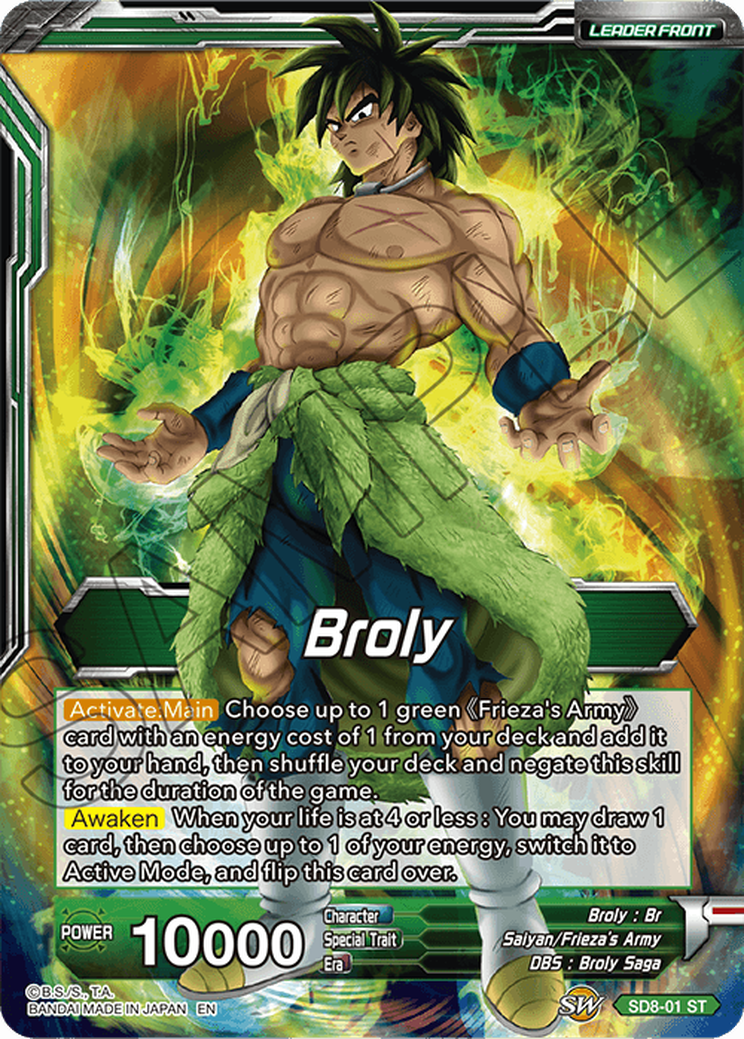 LEADER FRONT
Broly
Activate:Main Choose up to 1 green 《Frieza's Army》
card with an energy cost of 1 from your deck and add it
to your hand, then shuffle your deck and negate this skill
for the duration of the game.
Awaken When your life is at 4 or less : You may draw 1
card, then choose up to 1 of your energy, switch it to
Active Mode, and flip this card over.
POWER 10000
Character Broly : Br
Special Trait Saiyan/Frieza's Army
Era DBS : Broly Saga
©B.S./S., T.A.
BANDAI MADE IN JAPAN EN
SW SD8-01 ST
SAMPLE